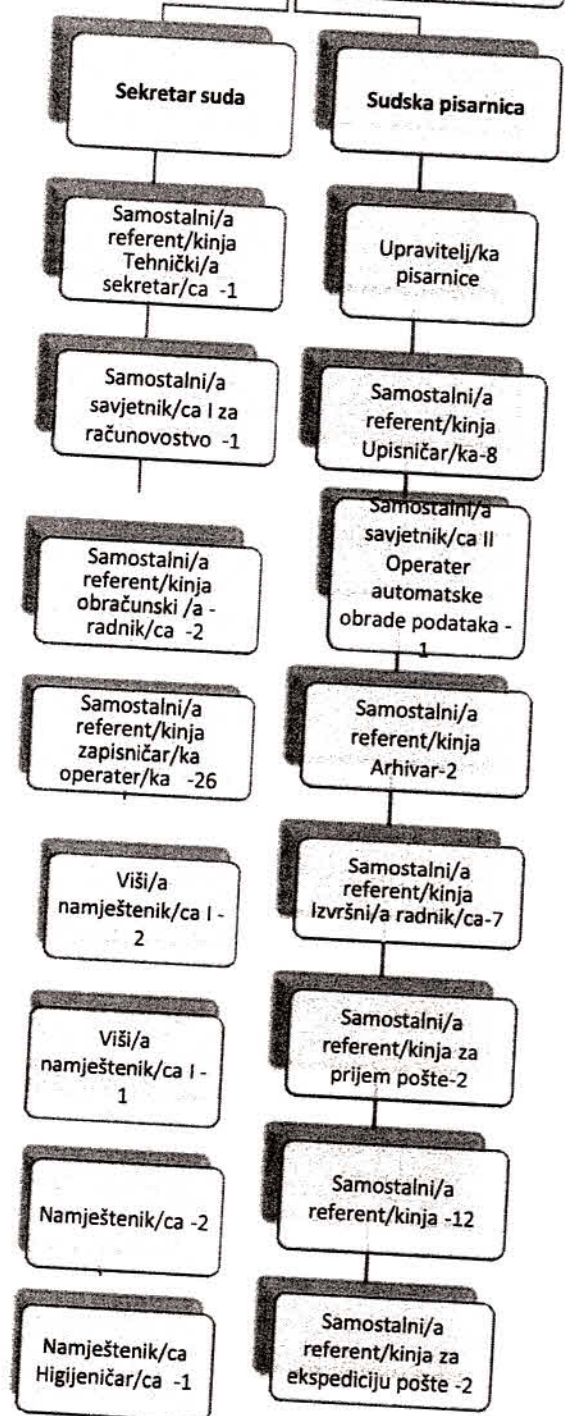 Sekretar suda
Samostalni/a
referent/kinja
Tehnički/a
sekretar/ca -1
Samostalni/a
savjetnik/ca I za
računovostvo -1
Samostalni/a
referent/kinja
obračunski /a -
radnik/ca -2
Samostalni/a
referent/kinja
zapisničar/ka
operater/ka -26
Viši/a
namještenik/ca I -
2
Viši/a
namještenik/ca I -
1
Namještenik/ca -2
Namještenik/ca
Higijeničar/ca -1
Sudska pisarnica
Upravitelj/ka
pisarnice
Samostalni/a
referent/kinja
Upisničar/ka-8
Samostalni/a
savjetnik/ca II
Operater
automatske
obrade podataka -
1
Samostalni/a
referent/kinja
Arhivar-2
Samostalni/a
referent/kinja
Izvršni/a radnik/ca-7
Samostalni/a
referent/kinja za
prijem pošte-2
Samostalni/a
referent/kinja -12
Samostalni/a
referent/kinja za
ekspediciju pošte -2